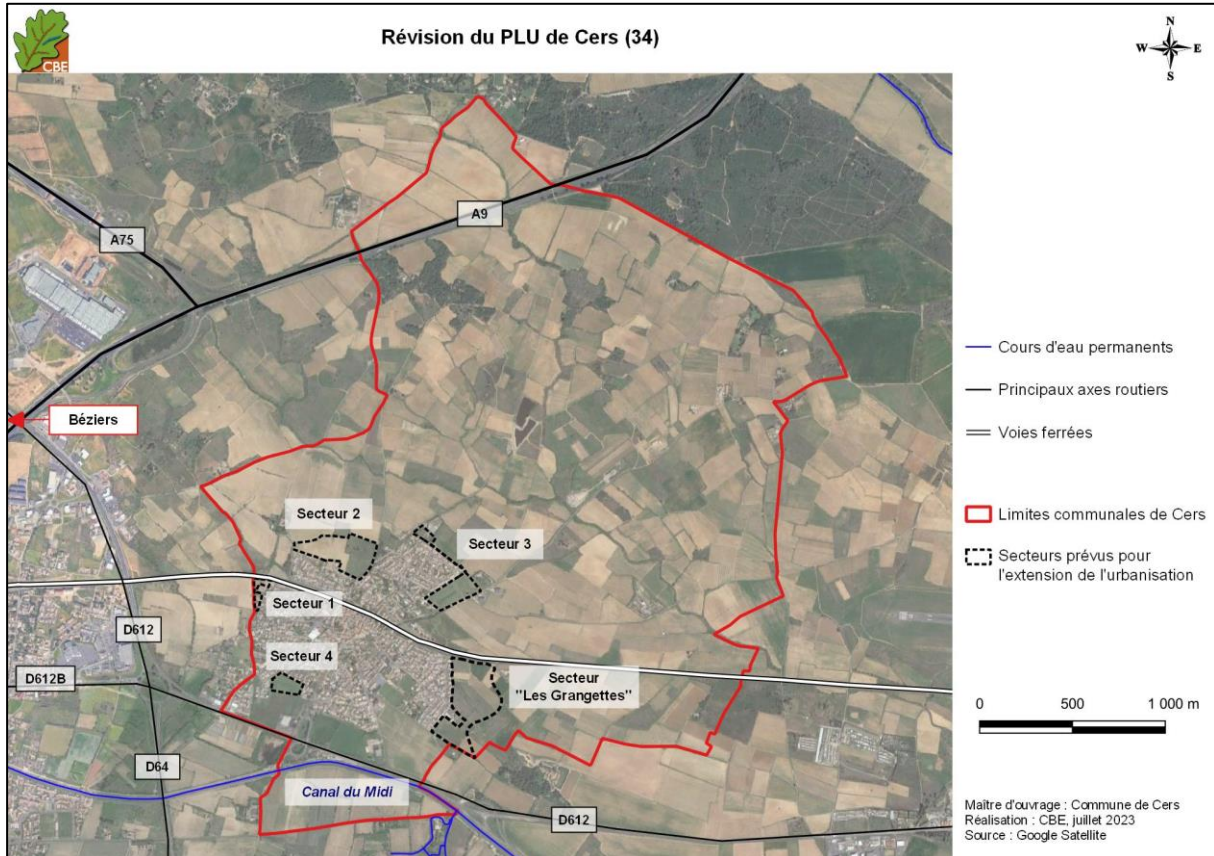 CBE
Révision du PLU de Cers (34)
N
W
E
S
A9
A75
Béziers
Secteur 2
Secteur 3
Secteur 1
D612
Secteur 4
D612B
Secteur
"Les Grangettes"
D64
Canal du Midi
D612
Cours d'eau permanents
Principaux axes routiers
Voies ferrées
Limites communales de Cers
Secteurs prévus pour
l'extension de l'urbanisation
0 500 1 000 m
Maître d'ouvrage : Commune de Cers
Réalisation : CBE, juillet 2023
Source : Google Satellite